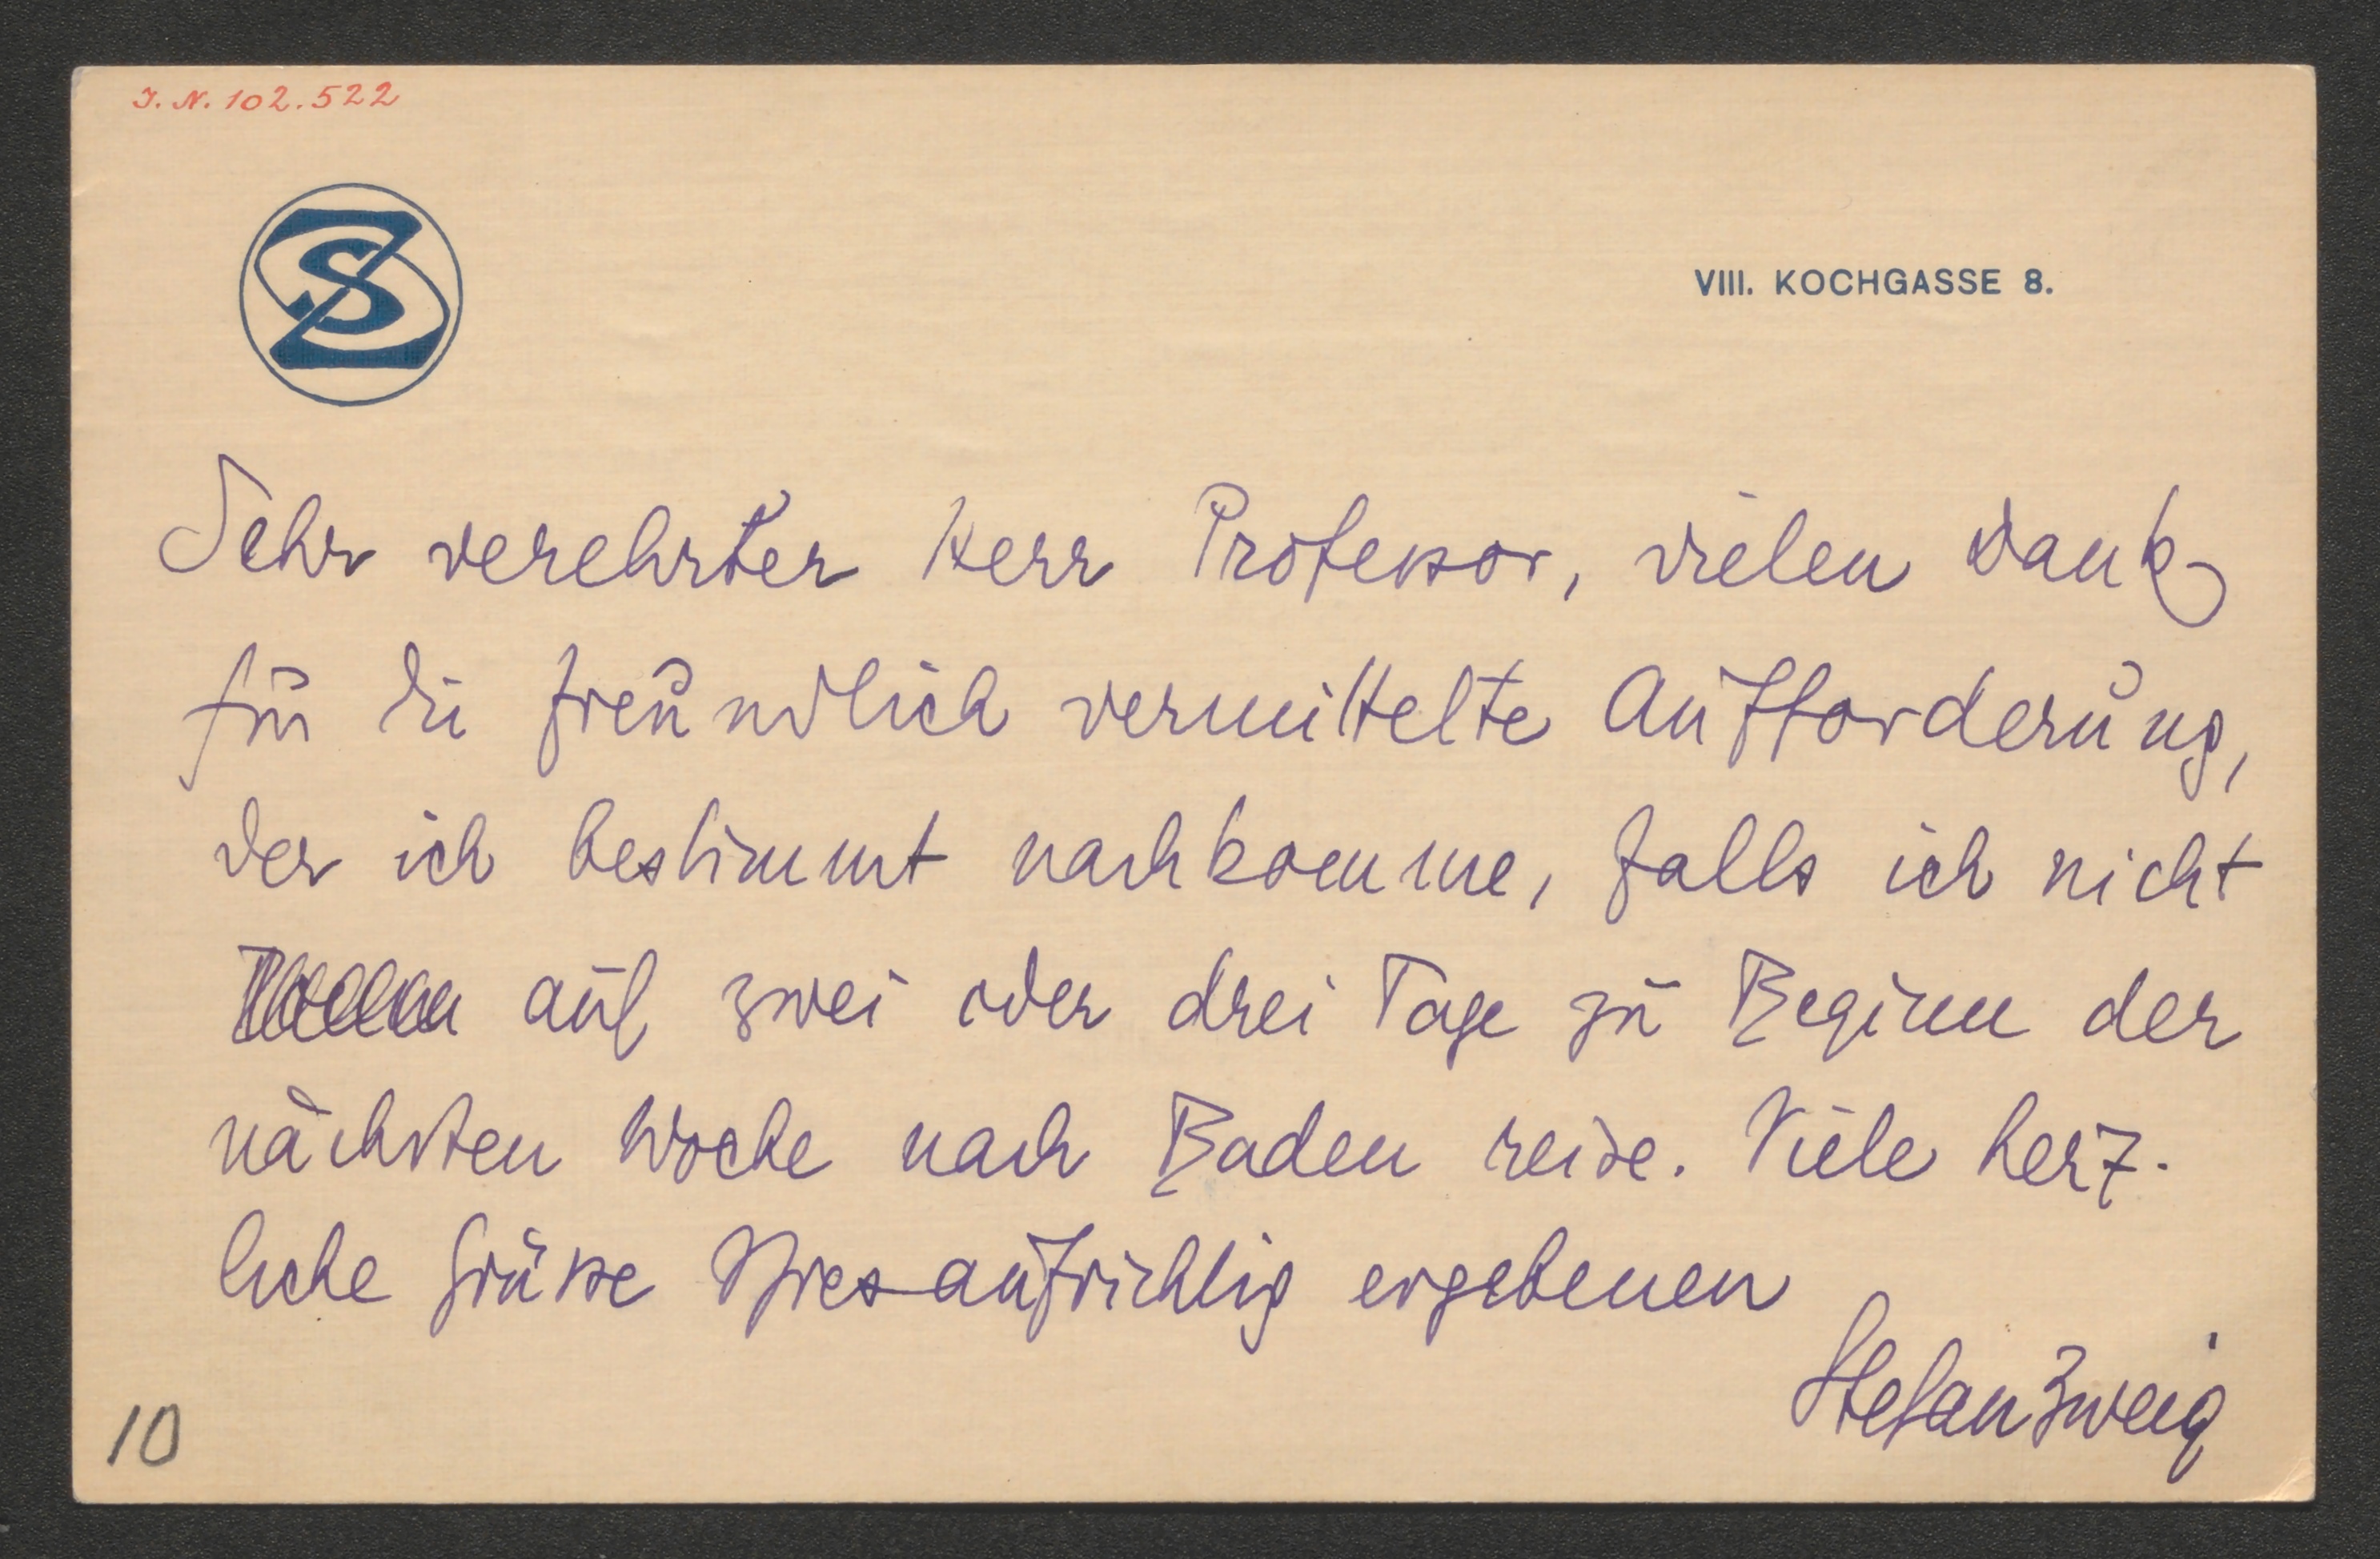 J. N. 102.522
SZ
VIII. KOCHGASSE 8.
Sehr verehrter Herr Professor, vielen Dank
für die freundlich vermittelte Aufforderung,
der ich bestimmt nachkomme, falls ich nicht
auf zwei oder drei Tage zu Beginn der
nächsten Woche nach Baden reise. Viele herz-
liche Grüsse Ihres aufrichtig ergebenen
Stefan Zweig
10